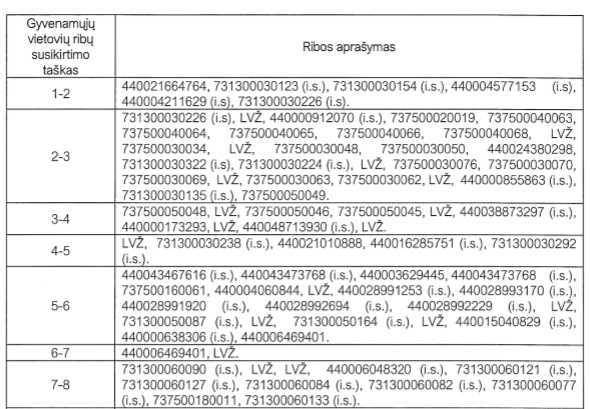 Gyvenamųjų
vietovių ribų
susikirtimo
taškas
Ribos aprašymas
1-2
440021664764, 731300030123 (i.s.), 731300030154 (i.s.), 440004577153 (i.s),
440004211629 (i.s), 731300030226 (i.s).
2-3
731300030226 (i.s), LVŽ, 440000912070 (i.s.), 737500020019, 737500040063,
737500040064, 737500040065, 737500040066, 737500040068, LVŽ,
737500030034, LVŽ, 737500030048, 737500030050, 440024380298,
731300030322 (i.s), 731300030224 (i.s.), LVŽ, 737500030076, 737500030070,
737500030069, LVŽ, 737500030063, 737500030062, LVŽ, 440000855863 (i.s.),
731300030135 (i.s.), 737500050049.
3-4
737500050048, LVŽ, 737500050046, 737500050045, LVŽ, 440038873297 (i.s.),
440000173293, LVŽ, 440048713930 (i.s.), LVŽ.
4-5
LVŽ, 731300030238 (i.s.), 440021010888, 440016285751 (i.s.), 731300030292
(i.s.).
5-6
440043467616 (i.s.), 440043473768 (i.s.), 440003629445, 440043473768 (i.s.),
737500160061, 440004060844, LVŽ, 440028991253 (i.s.), 440028993170 (i.s.),
440028991920 (i.s.), 440028992694 (i.s.), 440028992229 (i.s.), LVŽ,
731300050087 (i.s.), LVŽ, 731300050164 (i.s.), LVŽ, 440015040829 (i.s.),
440000638306 (i.s.), 440006469401.
6-7
440006469401, LVŽ.
7-8
731300060090 (i.s.), LVŽ, LVŽ, 440006048320 (i.s.), 731300060121 (i.s.),
731300060127 (i.s.), 731300060084 (i.s.), 731300060082 (i.s.), 731300060077
(i.s.), 737500180011, 731300060133 (i.s.).